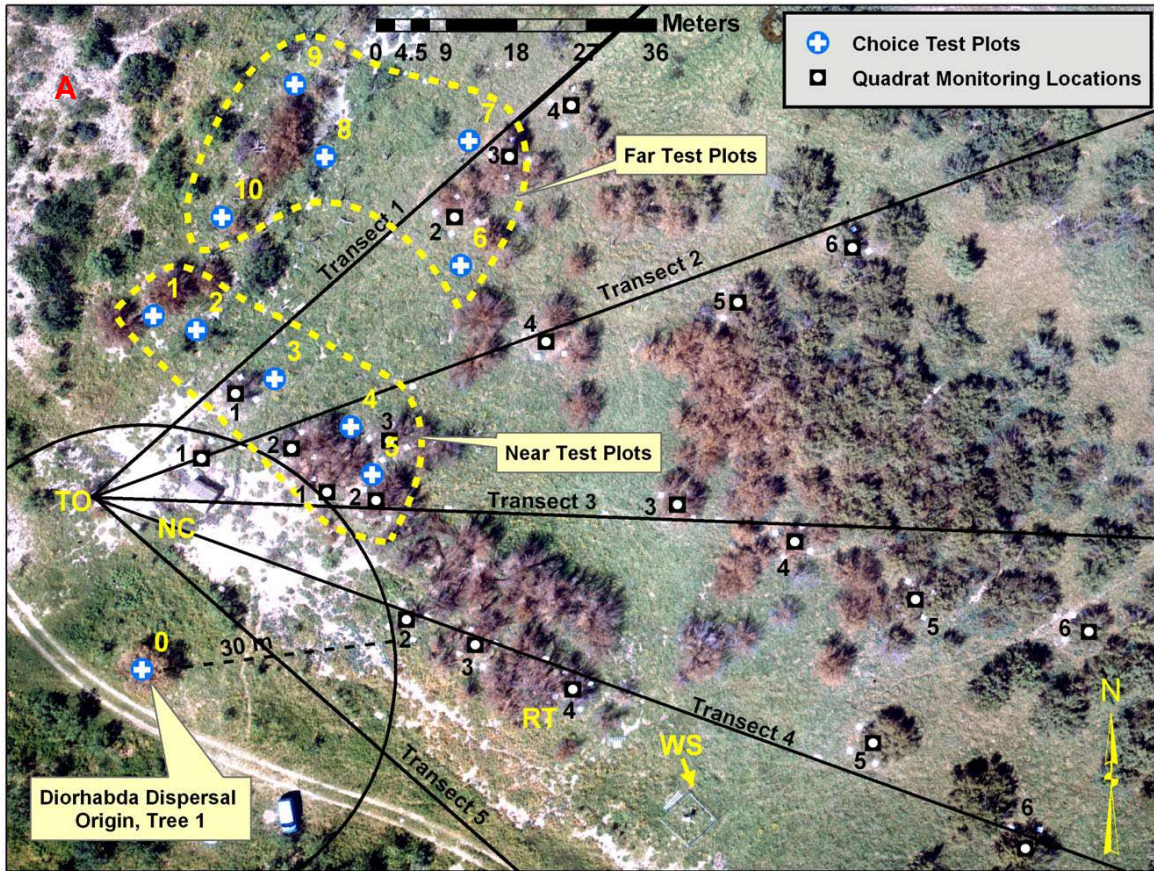 Meters
0 4.5 9 18 27 36
Choice Test Plots
Quadrat Monitoring Locations
A
9
8
7
10
4
3
Far Test Plots
2
6
Transect 1
Transect 2
6
1
2
5
4
3
1
4
3
2
5
Near Test Plots
1
1
2
Transect 3
3
TO
NC
4
5
6
2
3
0
30 m
4
RT
WS
Transect 4
5
N
Transect 5
Diorhabda Dispersal
Origin, Tree 1
6